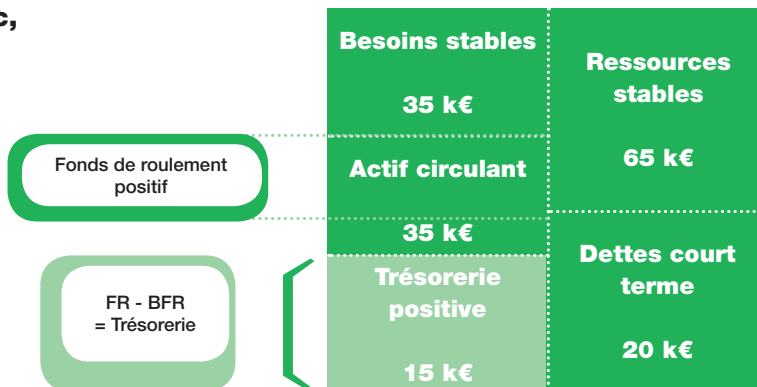 c,
Besoins stables
35 k€
Ressources
stables
65 k€
Fonds de roulement
positif
Actif circulant
35 k€
FR - BFR
= Trésorerie
Trésorerie
positive
15 k€
Dettes court
terme
20 k€